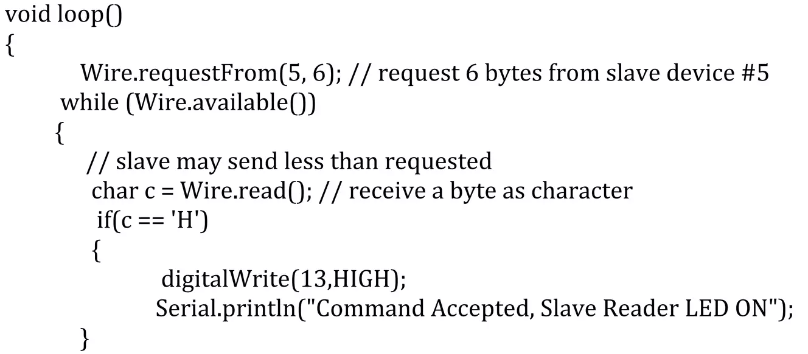 void loop()
{
Wire.requestFrom(5, 6); // request 6 bytes from slave device #5
while (Wire.available())
{
// slave may send less than requested
char c = Wire.read(); // receive a byte as character
if(c == 'H')
{
digitalWrite(13,HIGH);
Serial.println("Command Accepted, Slave Reader LED ON");
}